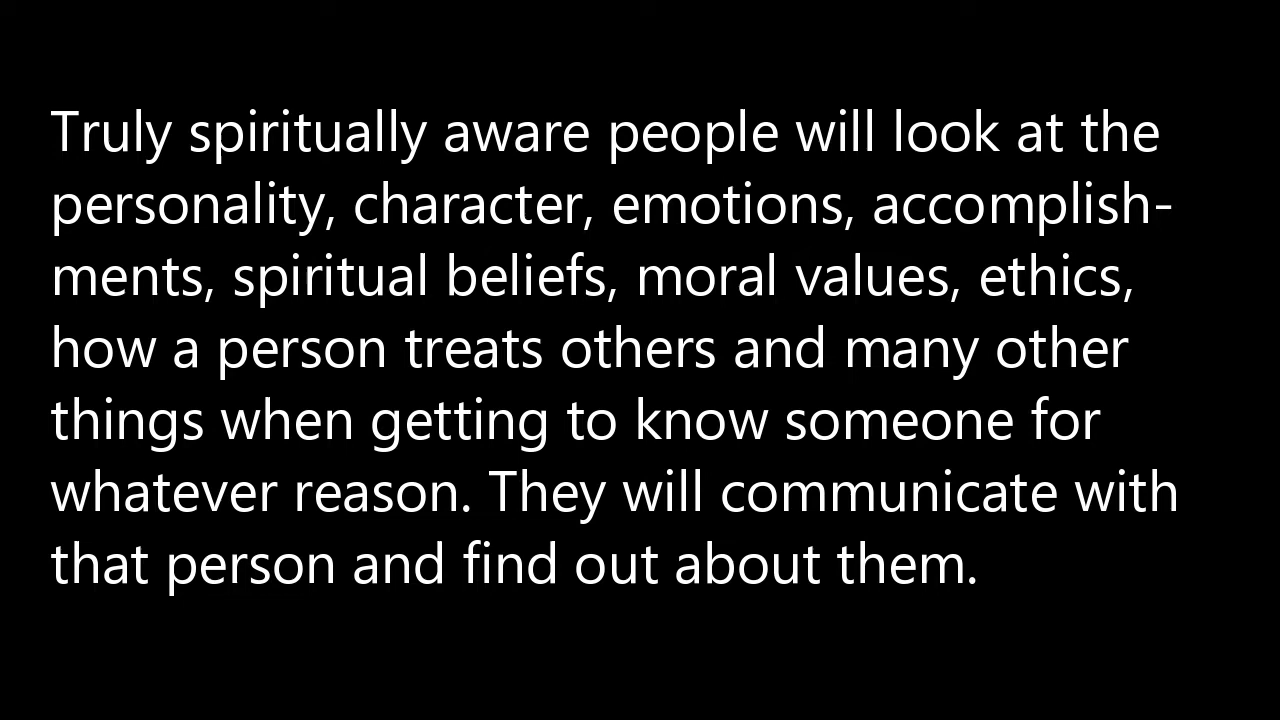 Truly spiritually aware people will look at the
personality, character, emotions, accomplish-
ments, spiritual beliefs, moral values, ethics,
how a person treats others and many other
things when getting to know someone for
whatever reason. They will communicate with
that person and find out about them.